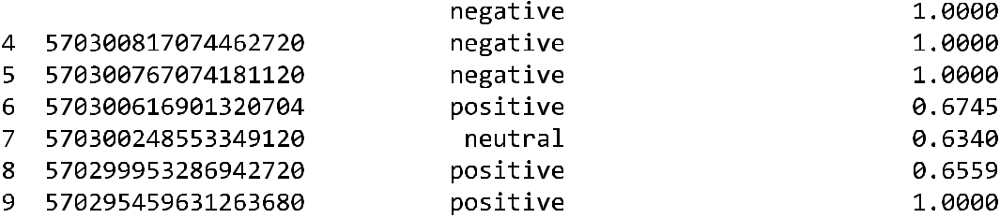 negative 1.0000
4 570300817074462720 negative 1.0000
5 570300767074181120 negative 1.0000
6 570300616901320704 positive 0.6745
7 570300248553349120 neutral 0.6340
8 570299953286942720 positive 0.6559
9 570295459631263680 positive 1.0000